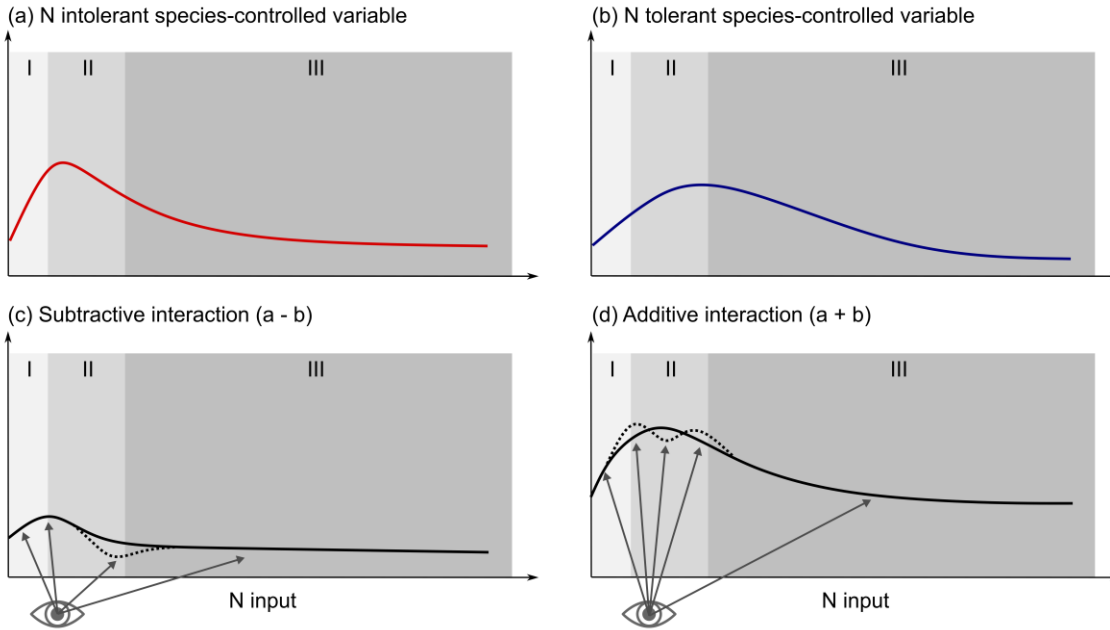 (a) N intolerant species-controlled variable
I II III
(b) N tolerant species-controlled variable
I II III
(c) Subtractive interaction (a - b)
I II III
N input
(d) Additive interaction (a + b)
I II III
N input